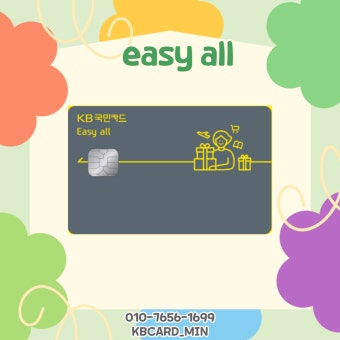 easy all
KB 국민카드
Easy all
010-7656-1699
KBCARD_MIN